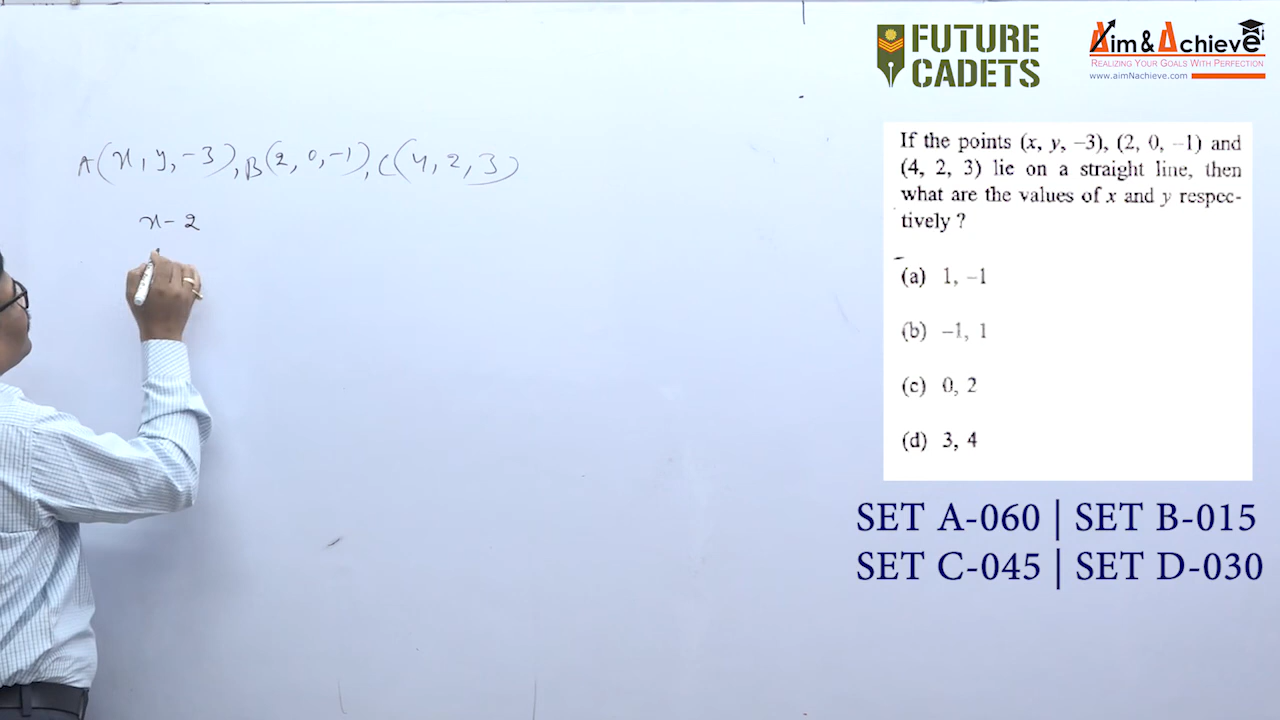 FUTURE
CADETS
Aim & Achieve
REALIZING YOUR GOALS WITH PERFECTION
www.aimNachieve.com
A(x, y, -3), B(2, 0, -1), C(4, 2, 3)
x - 2
If the points (x, y, –3), (2, 0, –1) and
(4, 2, 3) lie on a straight line, then
what are the values of x and y respec-
tively ?
(a) 1, –1
(b) –1, 1
(c) 0, 2
(d) 3, 4
SET A-060 | SET B-015
SET C-045 | SET D-030